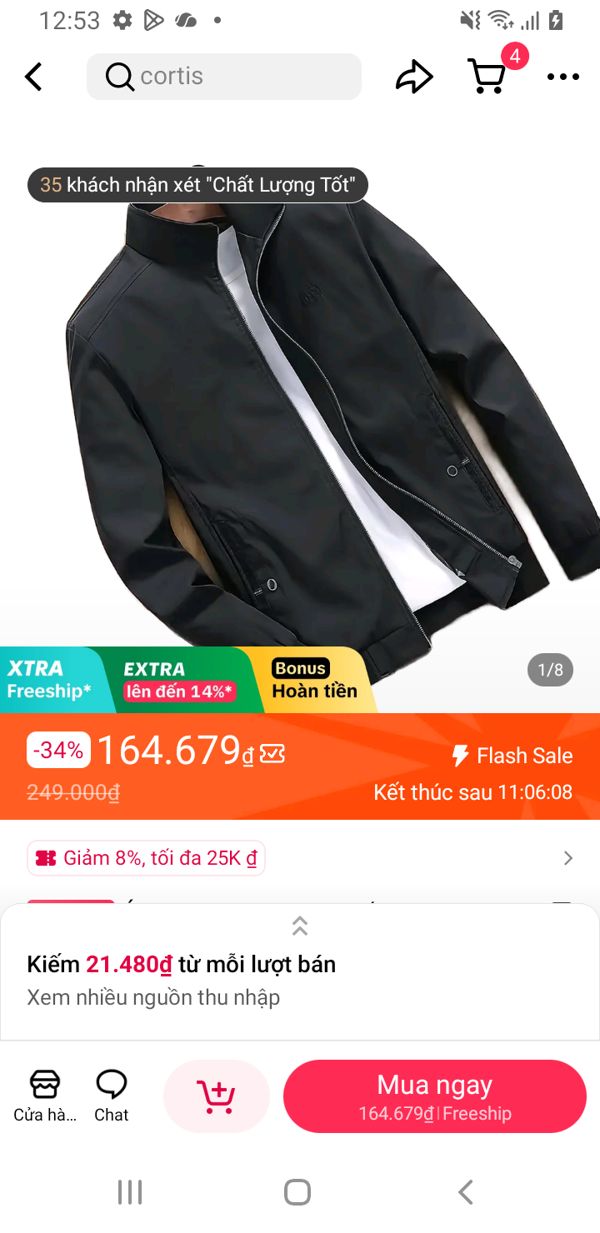 12:53
cortis
4
35 khách nhận xét "Chất Lượng Tốt"
XTRA
Freeship*
EXTRA
lên đến 14%*
Bonus
Hoàn tiền
1/8
-34% 164.679₫
Flash Sale
249.000₫
Kết thúc sau 11:06:08
Giảm 8%, tối đa 25K ₫
Kiếm 21.480₫ từ mỗi lượt bán
Xem nhiều nguồn thu nhập
Cửa hà...
Chat
Mua ngay
164.679₫|Freeship